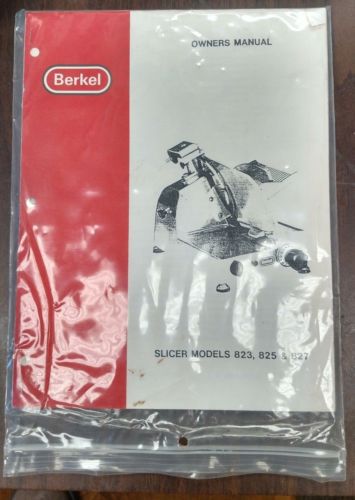 OWNERS MANUAL
Berkel
SLICER MODELS 823, 825 & 827